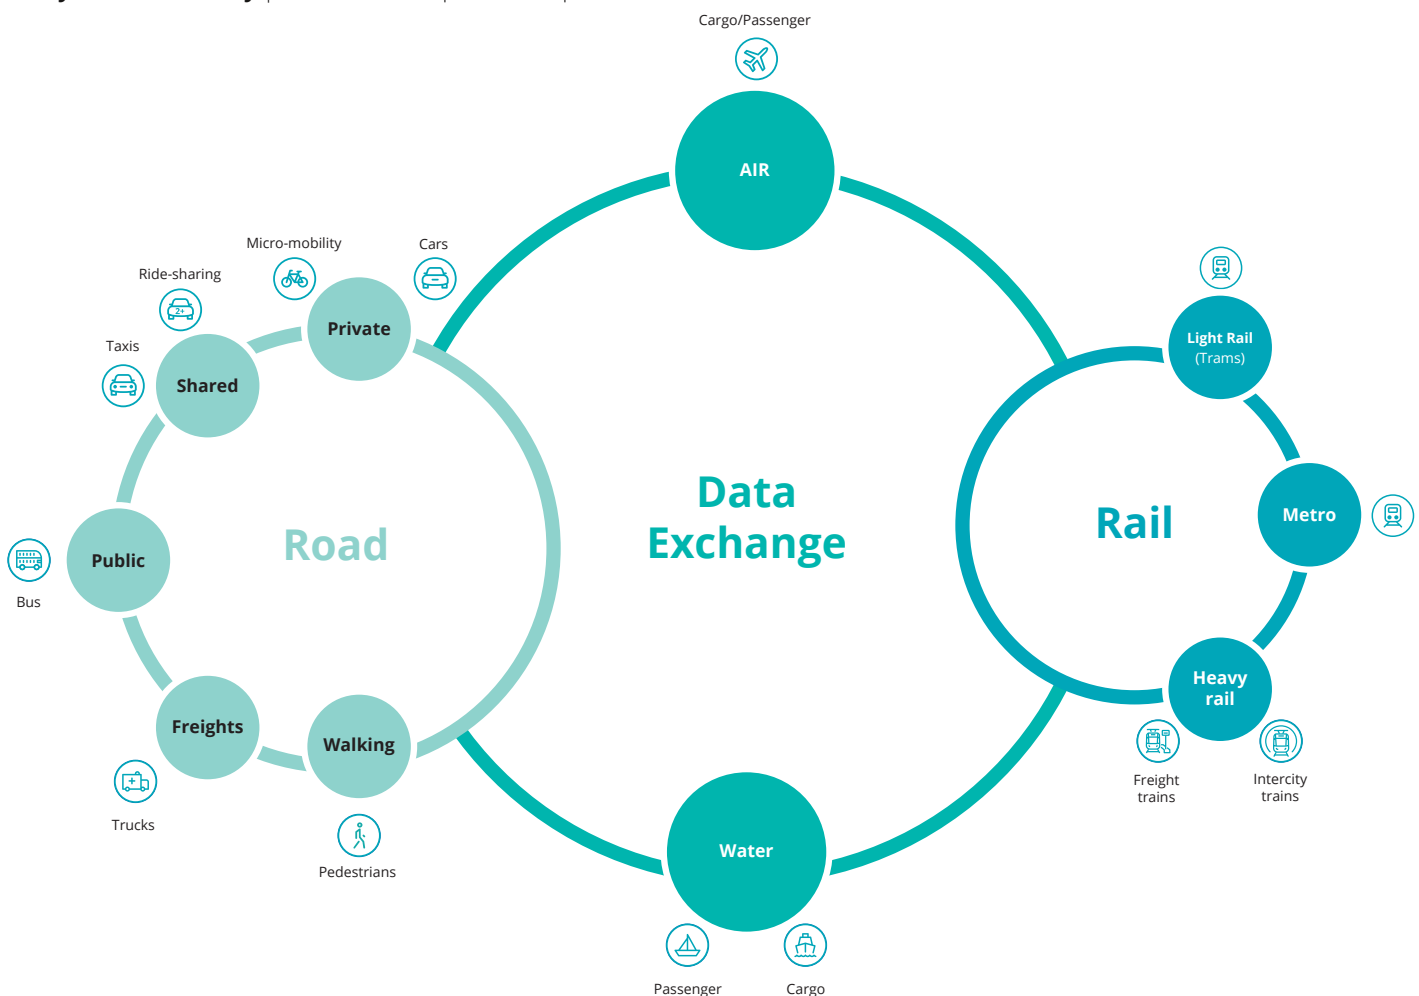 Cargo/Passenger
AIR
Micro-mobility
Cars
Ride-sharing
2+
Private
Taxis
Shared
Light Rail
(Trams)
Data
Exchange
Road
Rail
Metro
Public
Bus
Heavy
rail
Freights
Walking
Freight
trains
Intercity
trains
Trucks
Pedestrians
Water
Passenger
Cargo